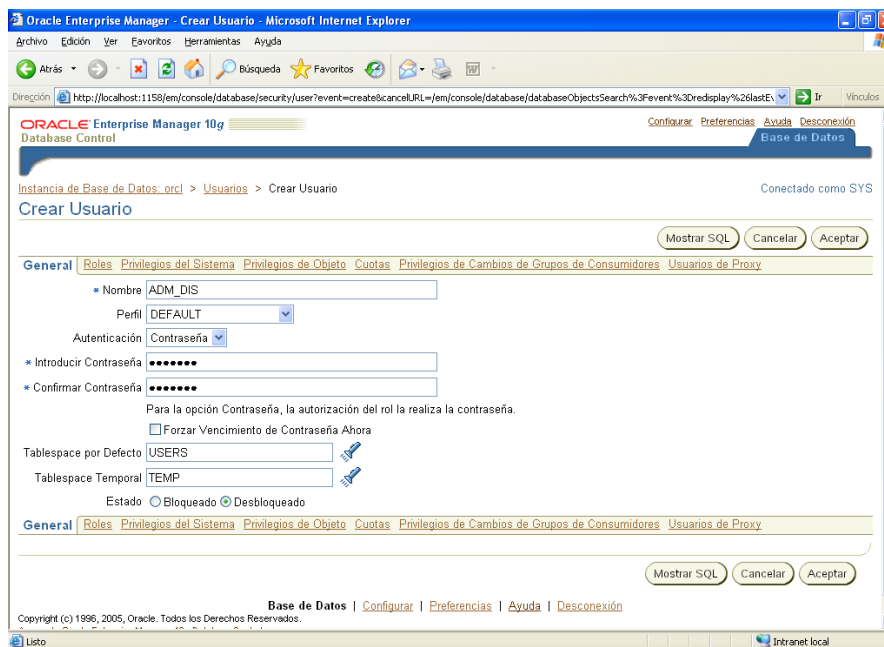 Oracle Enterprise Manager - Crear Usuario - Microsoft Internet Explorer
Archivo Edición Ver Favoritos Herramientas Ayuda
Atrás Búsqueda Favoritos
Dirección http://localhost:1158/em/console/database/security/user?event=create&cancelURL=/em/console/database/databaseObjectsSearch%3Fevent%3Dredisplay%26lastE Ir Vínculos
ORACLE Enterprise Manager 10g
Database Control
Configurar Preferencias Ayuda Desconexión
Base de Datos
Instancia de Base de Datos: orcl > Usuarios > Crear Usuario
Conectado como SYS
Crear Usuario
Mostrar SQL Cancelar Aceptar
General Roles Privilegios del Sistema Privilegios de Objeto Cuotas Privilegios de Cambios de Grupos de Consumidores Usuarios de Proxy
* Nombre ADM_DIS
Perfil DEFAULT
Autenticación Contraseña
* Introducir Contraseña •••••••
* Confirmar Contraseña •••••••
Para la opción Contraseña, la autorización del rol la realiza la contraseña.
Forzar Vencimiento de Contraseña Ahora
Tablespace por Defecto USERS
Tablespace Temporal TEMP
Estado Bloqueado Desbloqueado
General Roles Privilegios del Sistema Privilegios de Objeto Cuotas Privilegios de Cambios de Grupos de Consumidores Usuarios de Proxy
Mostrar SQL Cancelar Aceptar
Base de Datos | Configurar | Preferencias | Ayuda | Desconexión
Copyright (c) 1996, 2005, Oracle. Todos los Derechos Reservados.
Listo
Intranet local